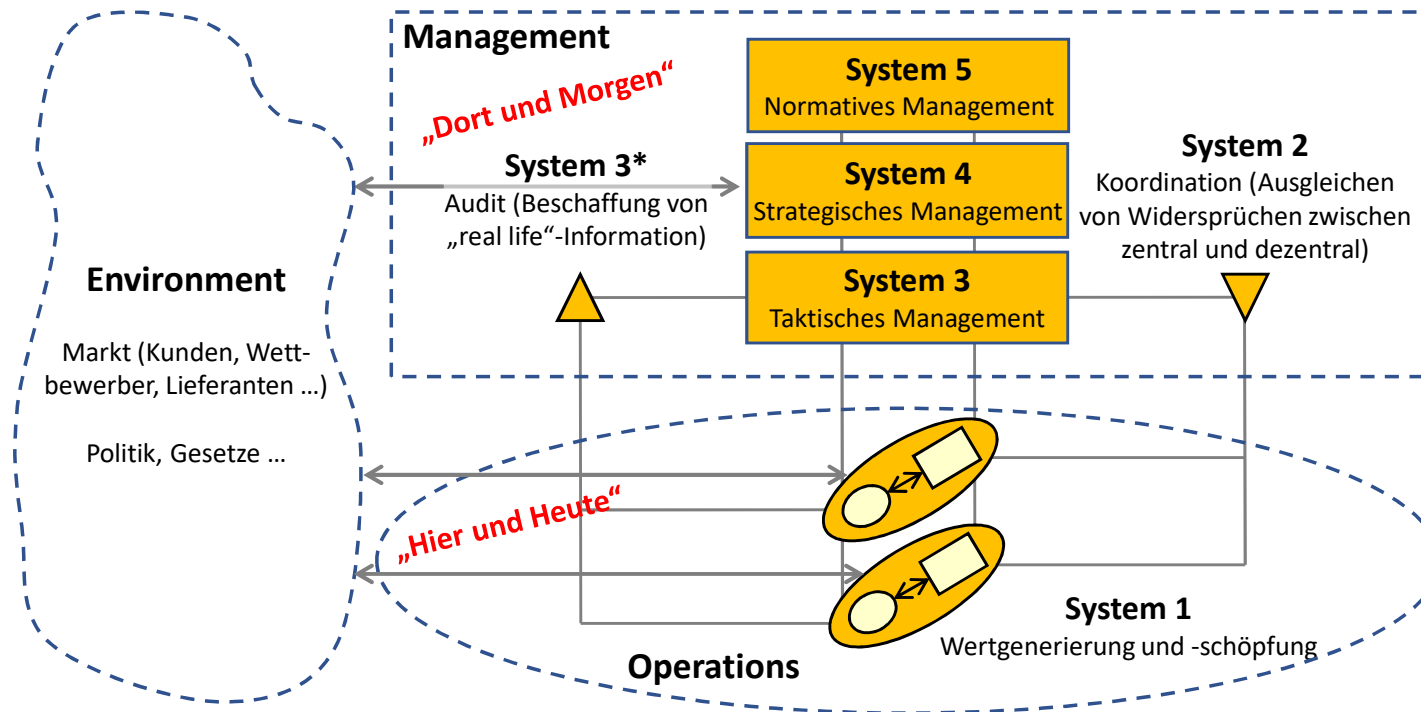 Management
„Dort und Morgen“
System 5
Normatives Management
System 3*
Audit (Beschaffung von
„real life“-Information)
System 4
Strategisches Management
System 2
Koordination (Ausgleichen
von Widersprüchen zwischen
zentral und dezentral)
System 3
Taktisches Management
Environment
Markt (Kunden, Wett-
bewerber, Lieferanten ...)
Politik, Gesetze ...
„Hier und Heute“
System 1
Wertgenerierung und -schöpfung
Operations